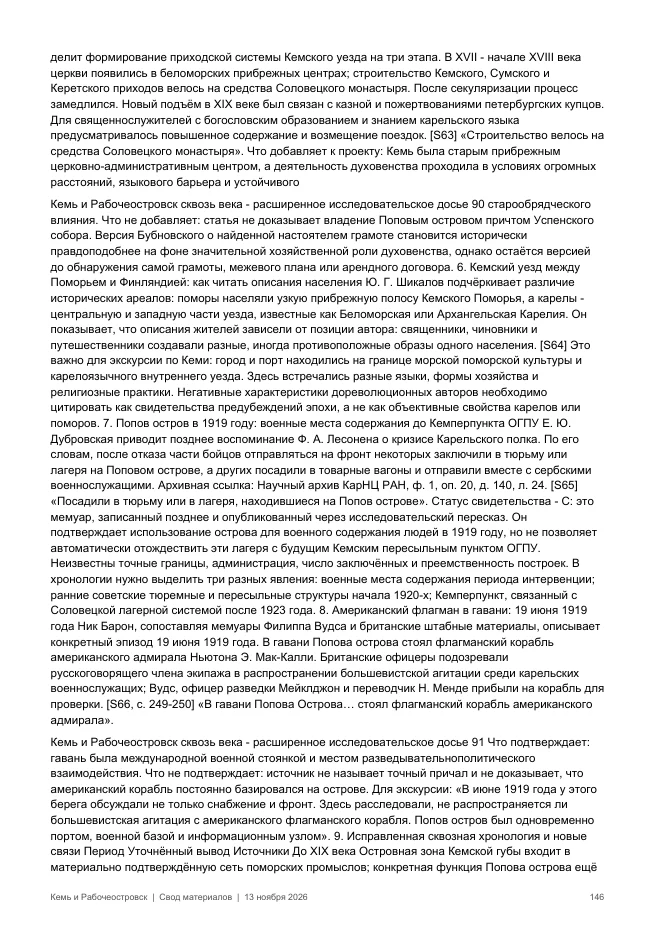 делит формирование приходской системы Кемского уезда на три этапа. В XVII - начале XVIII века
церкви появились в беломорских прибрежных центрах; строительство Кемского, Сумского и
Керетского приходов велось на средства Соловецкого монастыря. После секуляризации процесс
замедлился. Новый подъём в XIX веке был связан с казной и пожертвованиями петербургских купцов.
Для священнослужителей с богословским образованием и знанием карельского языка
предусматривалось повышенное содержание и возмещение поездок. [S63] «Строительство велось на
средства Соловецкого монастыря». Что добавляет к проекту: Кемь была старым прибрежным
церковно-административным центром, а деятельность духовенства проходила в условиях огромных
расстояний, языкового барьера и устойчивого
Кемь и Рабочеостровск сквозь века - расширенное исследовательское досье 90 старообрядческого
влияния. Что не добавляет: статья не доказывает владение Поповым островом причтом Успенского
собора. Версия Бубновского о найденной настоятелем грамоте становится исторически
правдоподобнее на фоне значительной хозяйственной роли духовенства, однако остаётся версией
до обнаружения самой грамоты, межевого плана или арендного договора. 6. Кемский уезд между
Поморьем и Финляндией: как читать описания населения Ю. Г. Шикалов подчёркивает различие
исторических ареалов: поморы населяли узкую прибрежную полосу Кемского Поморья, а карелы -
центральную и западную части уезда, известные как Беломорская или Архангельская Карелия. Он
показывает, что описания жителей зависели от позиции автора: священники, чиновники и
путешественники создавали разные, иногда противоположные образы одного населения. [S64] Это
важно для экскурсии по Кеми: город и порт находились на границе морской поморской культуры и
карелоязычного внутреннего уезда. Здесь встречались разные языки, формы хозяйства и
религиозные практики. Негативные характеристики дореволюционных авторов необходимо
цитировать как свидетельства предубеждений эпохи, а не как объективные свойства карелов или
поморов. 7. Попов остров в 1919 году: военные места содержания до Кемперпункта ОГПУ Е. Ю.
Дубровская приводит позднее воспоминание Ф. А. Лесонена о кризисе Карельского полка. По его
словам, после отказа части бойцов отправляться на фронт некоторых заключили в тюрьму или
лагеря на Поповом острове, а других посадили в товарные вагоны и отправили вместе с сербскими
военнослужащими. Архивная ссылка: Научный архив КарНЦ РАН, ф. 1, оп. 20, д. 140, л. 24. [S65]
«Посадили в тюрьму или в лагеря, находившиеся на Попов острове». Статус свидетельства - C: это
мемуар, записанный позднее и опубликованный через исследовательский пересказ. Он
подтверждает использование острова для военного содержания людей в 1919 году, но не позволяет
автоматически отождествить эти лагеря с будущим Кемским пересыльным пунктом ОГПУ.
Неизвестны точные границы, администрация, число заключённых и преемственность построек. В
хронологии нужно выделить три разных явления: военные места содержания периода интервенции;
ранние советские тюремные и пересыльные структуры начала 1920-х; Кемперпункт, связанный с
Соловецкой лагерной системой после 1923 года. 8. Американский флагман в гавани: 19 июня 1919
года Ник Барон, сопоставляя мемуары Филиппа Вудса и британские штабные материалы, описывает
конкретный эпизод 19 июня 1919 года. В гавани Попова острова стоял флагманский корабль
американского адмирала Ньютона Э. Мак-Калли. Британские офицеры подозревали
русскоговорящего члена экипажа в распространении большевистской агитации среди карельских
военнослужащих; Вудс, офицер разведки Мейклджон и переводчик Н. Менде прибыли на корабль для
проверки. [S66, с. 249-250] «В гавани Попова Острова… стоял флагманский корабль американского
адмирала».
Кемь и Рабочеостровск сквозь века - расширенное исследовательское досье 91 Что подтверждает:
гавань была международной военной стоянкой и местом разведывательнополитического
взаимодействия. Что не подтверждает: источник не называет точный причал и не доказывает, что
американский корабль постоянно базировался на острове. Для экскурсии: «В июне 1919 года у этого
берега обсуждали не только снабжение и фронт. Здесь расследовали, не распространяется ли
большевистская агитация с американского флагманского корабля. Попов остров был одновременно
портом, военной базой и информационным узлом». 9. Исправленная сквозная хронология и новые
связи Период Уточнённый вывод Источники До XIX века Островная зона Кемской губы входит в
материально подтверждённую сеть поморских промыслов; конкретная функция Попова острова ещё
Кемь и Рабочеостровск | Свод материалов | 13 ноября 2026
146